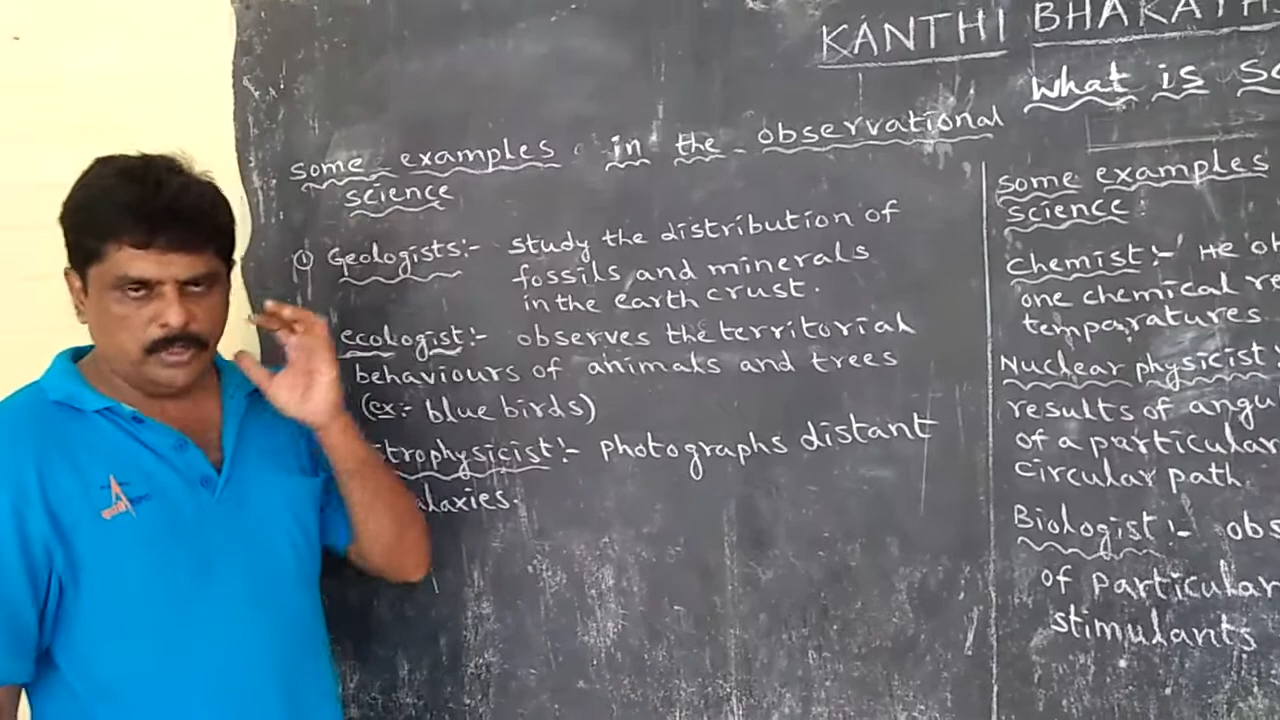 KANTHI
What is
some examples in the observational
science
① Geologists:- study the distribution of
fossils and minerals
in the earth crust.
ecologist:- observes the territorial
behaviours of animals and trees
(ex:- blue birds)
trophysicist:- photographs distant
alaxies.
some examples
science:
Chemist:- He
one chemical
temparatures
Nuclear physicist
results of
of a particular
circular path.
Biologist:-
of particular
stimulants